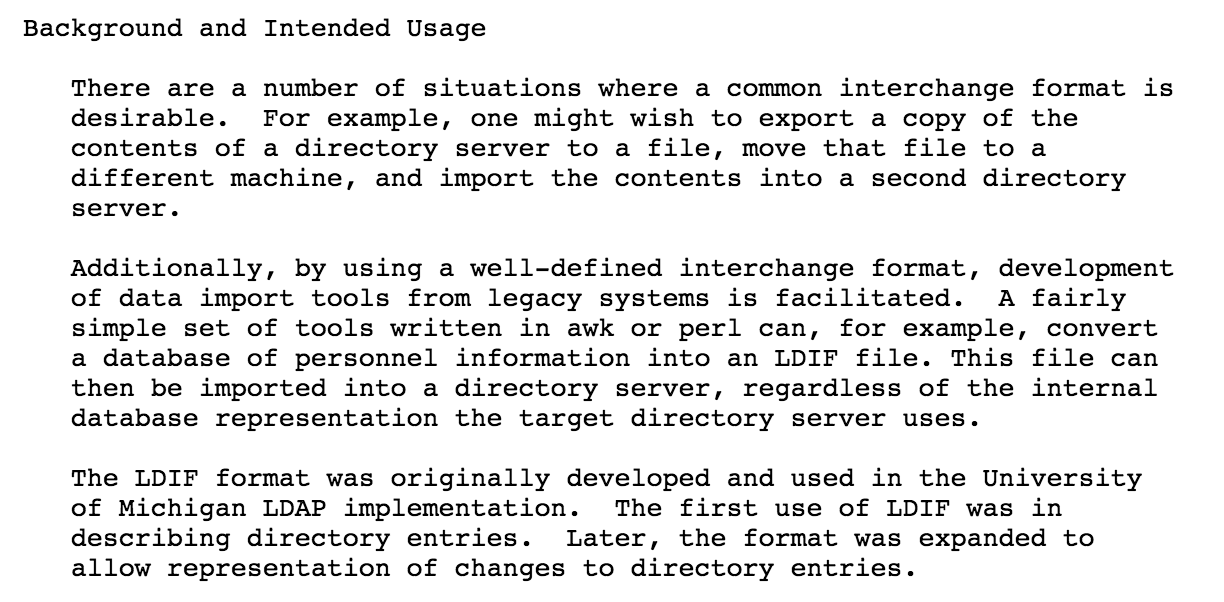 Background and Intended Usage
There are a number of situations where a common interchange format is
desirable.  For example, one might wish to export a copy of the
contents of a directory server to a file, move that file to a
different machine, and import the contents into a second directory
server.
Additionally, by using a well-defined interchange format, development
of data import tools from legacy systems is facilitated.  A fairly
simple set of tools written in awk or perl can, for example, convert
a database of personnel information into an LDIF file. This file can
then be imported into a directory server, regardless of the internal
database representation the target directory server uses.
The LDIF format was originally developed and used in the University
of Michigan LDAP implementation.  The first use of LDIF was in
describing directory entries.  Later, the format was expanded to
allow representation of changes to directory entries.